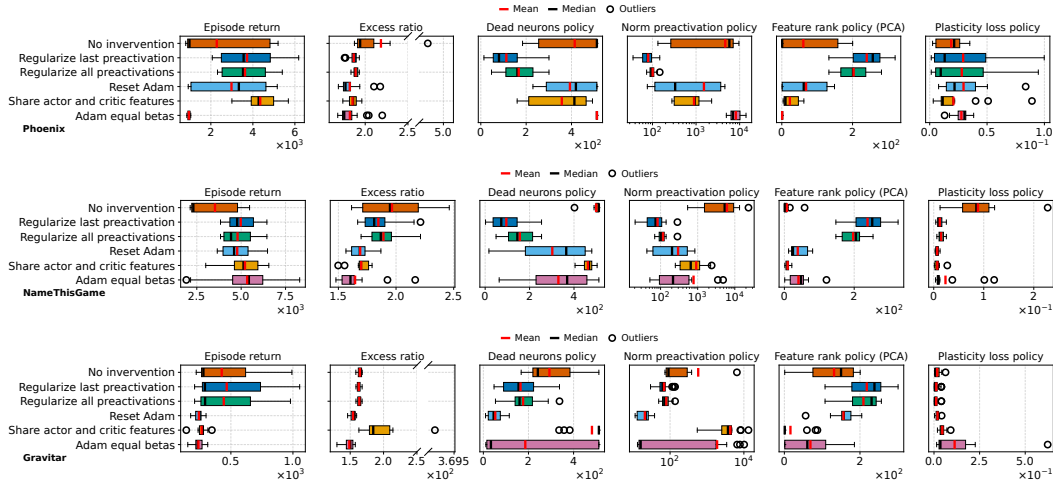 Mean Median Outliers
Episode return Excess ratio Dead neurons policy Norm preactivation policy Feature rank policy (PCA) Plasticity loss policy
No invervention
Regularize last preactivation
Regularize all preactivations
Reset Adam
Share actor and critic features
Adam equal betas
2 4 6 2.0 2.5 5.0 0 2 4 10² 10³ 10⁴ 0 2 0.0 0.5 1.0
Phoenix ×10³ ×10² ×10² ×10⁻¹
Mean Median Outliers
Episode return Excess ratio Dead neurons policy Norm preactivation policy Feature rank policy (PCA) Plasticity loss policy
No invervention
Regularize last preactivation
Regularize all preactivations
Reset Adam
Share actor and critic features
Adam equal betas
2.5 5.0 7.5 1.5 2.0 2.5 0 2 4 10² 10³ 10⁴ 0 2 0 1 2
NameThisGame ×10³ ×10² ×10² ×10⁻¹
Mean Median Outliers
Episode return Excess ratio Dead neurons policy Norm preactivation policy Feature rank policy (PCA) Plasticity loss policy
No invervention
Regularize last preactivation
Regularize all preactivations
Reset Adam
Share actor and critic features
Adam equal betas
0.5 1.0 1.5 2.0 2.5 3.695 0 2 4 10² 10⁴ 0 2 0.0 0.2 0.4 0.6
Gravitar ×10³ ×10² ×10² ×10² ×10⁻¹